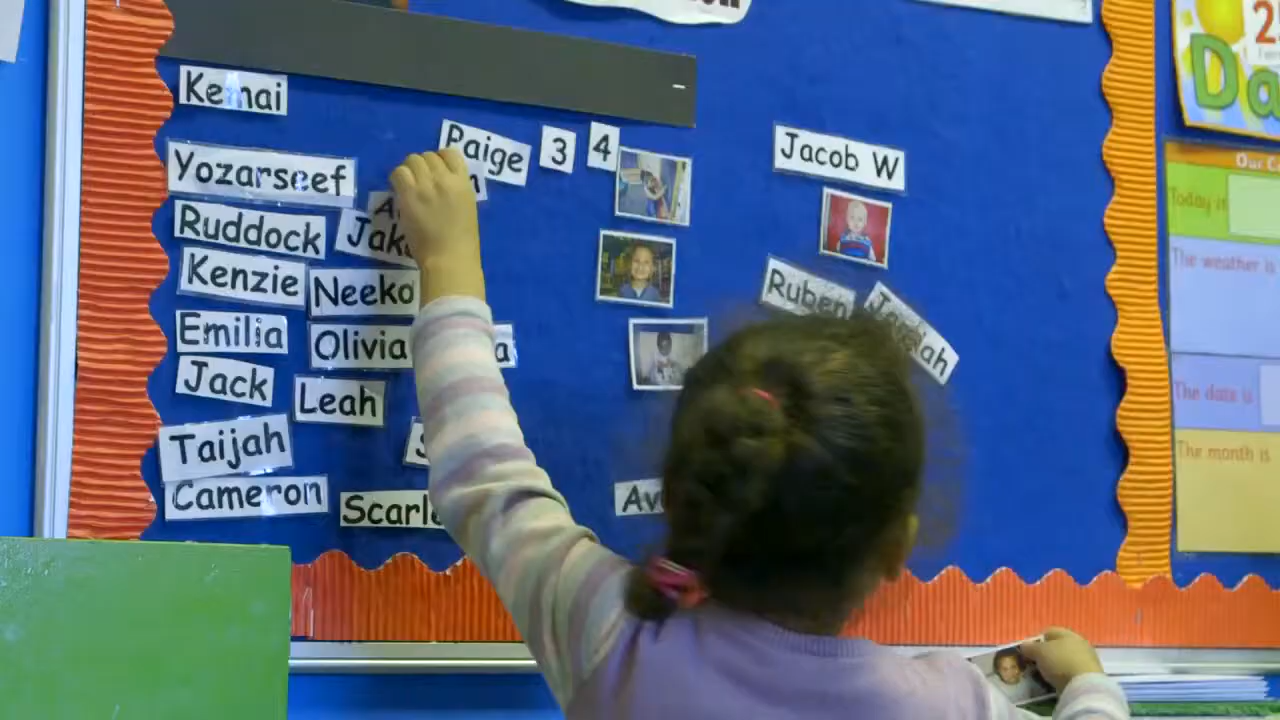 Kemai
Paige 3 4
Jacob W
Yozarseef
Ruddock
Kenzie
Neeko
Ruben
Emilia
Olivia
Jack
Leah
Taijah
Cameron
Da
Today is
The weather is
The date is
The month is